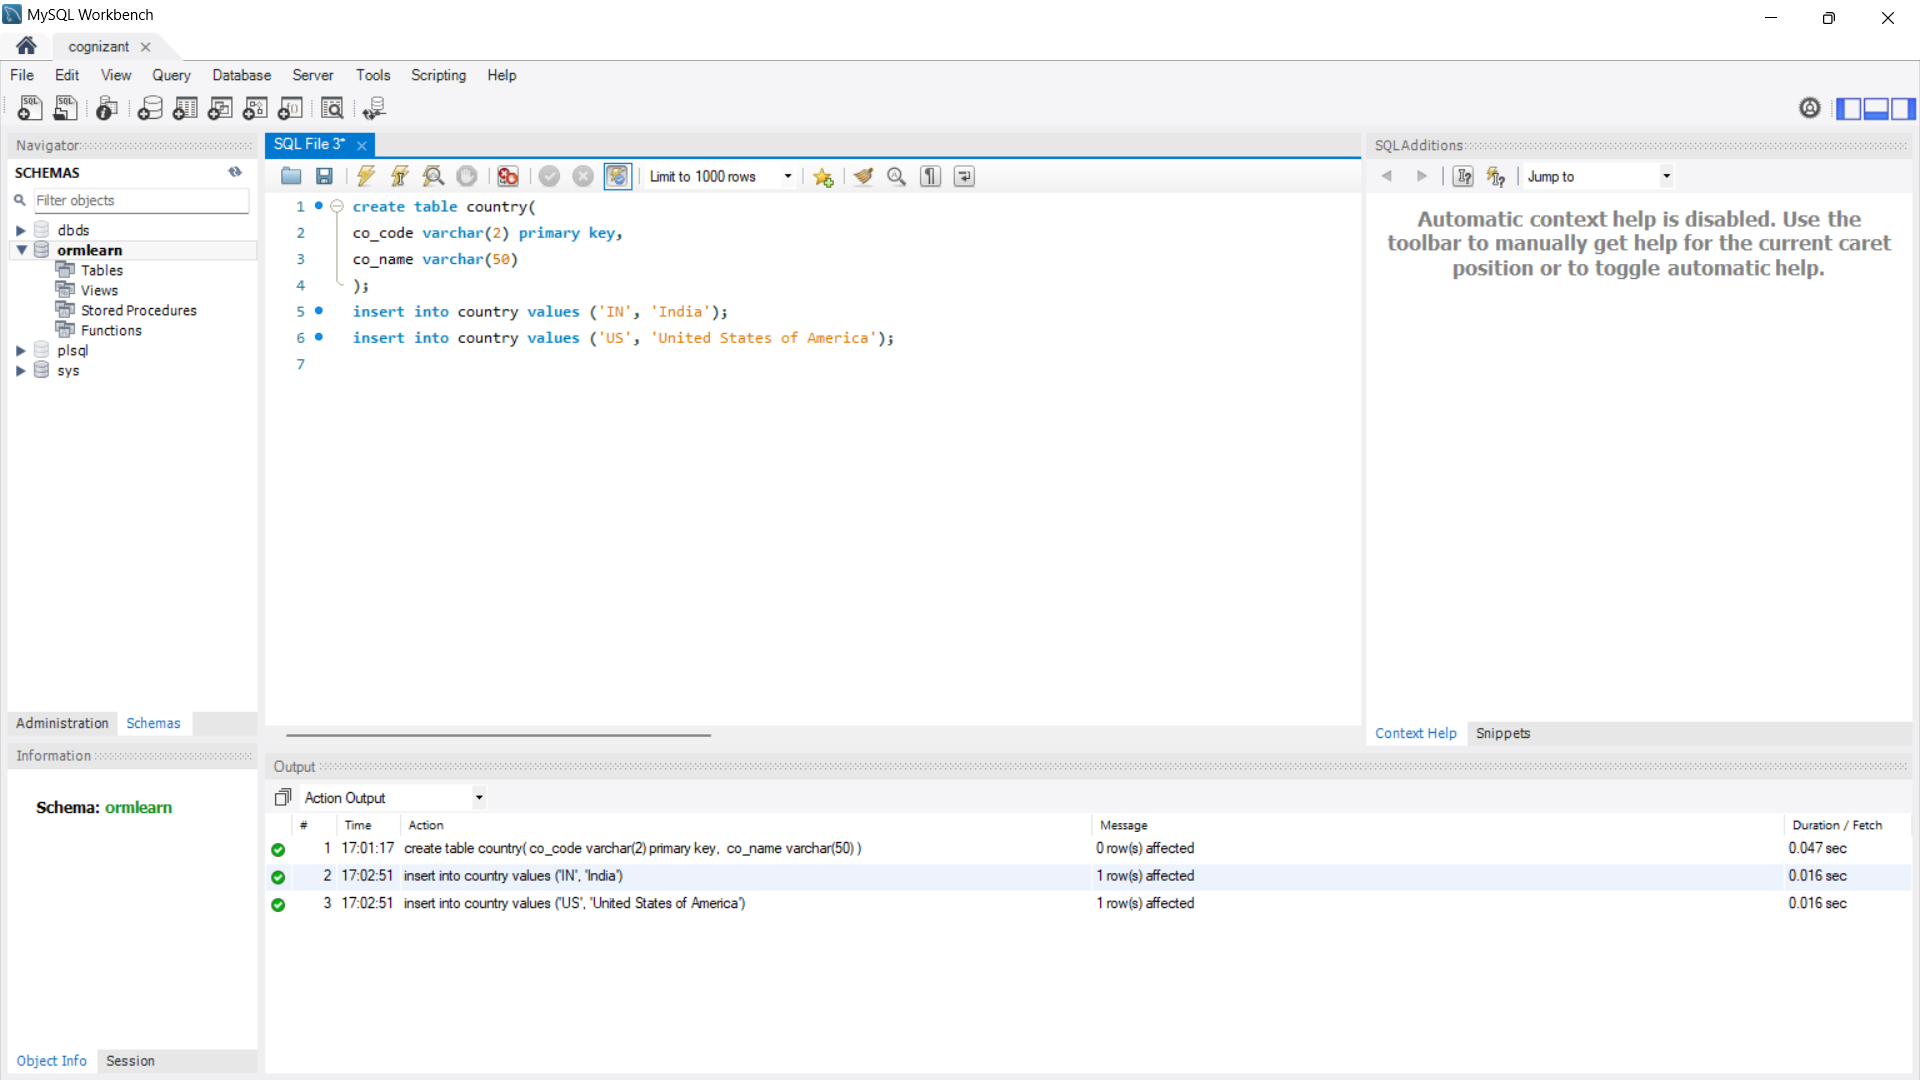 MySQL Workbench
cognizant
File Edit View Query Database Server Tools Scripting Help
Navigator
SCHEMAS
Filter objects
dbds
ormlearn
Tables
Views
Stored Procedures
Functions
plsql
sys
Administration Schemas
Information
Schema: ormlearn
Object Info Session
SQL File 3*
Limit to 1000 rows
1 create table country(
2 co_code varchar(2) primary key,
3 co_name varchar(50)
4 );
5 insert into country values ('IN', 'India');
6 insert into country values ('US', 'United States of America');
7
SQLAdditions
Jump to
Automatic context help is disabled. Use the
toolbar to manually get help for the current caret
position or to toggle automatic help.
Context Help Snippets
Output
Action Output
# Time Action Message Duration / Fetch
1 17:01:17 create table country( co_code varchar(2) primary key, co_name varchar(50) ) 0 row(s) affected 0.047 sec
2 17:02:51 insert into country values ('IN', 'India') 1 row(s) affected 0.016 sec
3 17:02:51 insert into country values ('US', 'United States of America') 1 row(s) affected 0.016 sec